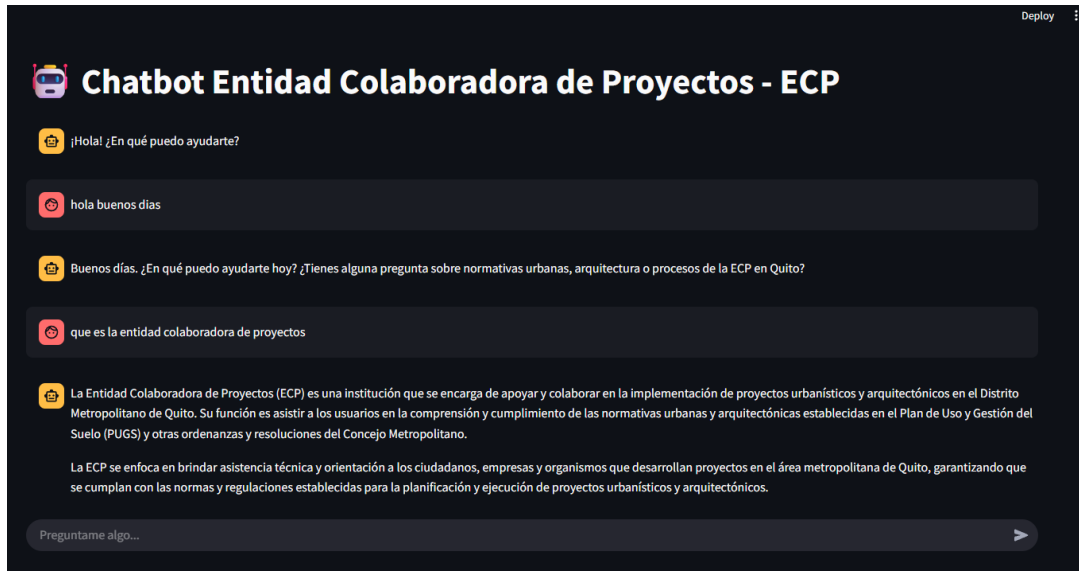 Deploy
Chatbot Entidad Colaboradora de Proyectos - ECP
¡Hola! ¿En qué puedo ayudarte?
hola buenos dias
Buenos días. ¿En qué puedo ayudarte hoy? ¿Tienes alguna pregunta sobre normativas urbanas, arquitectura o procesos de la ECP en Quito?
que es la entidad colaboradora de proyectos
La Entidad Colaboradora de Proyectos (ECP) es una institución que se encarga de apoyar y colaborar en la implementación de proyectos urbanísticos y arquitectónicos en el Distrito
Metropolitano de Quito. Su función es asistir a los usuarios en la comprensión y cumplimiento de las normativas urbanas y arquitectónicas establecidas en el Plan de Uso y Gestión del
Suelo (PUGS) y otras ordenanzas y resoluciones del Concejo Metropolitano.
La ECP se enfoca en brindar asistencia técnica y orientación a los ciudadanos, empresas y organismos que desarrollan proyectos en el área metropolitana de Quito, garantizando que
se cumplan con las normas y regulaciones establecidas para la planificación y ejecución de proyectos urbanísticos y arquitectónicos.
Preguntame algo...